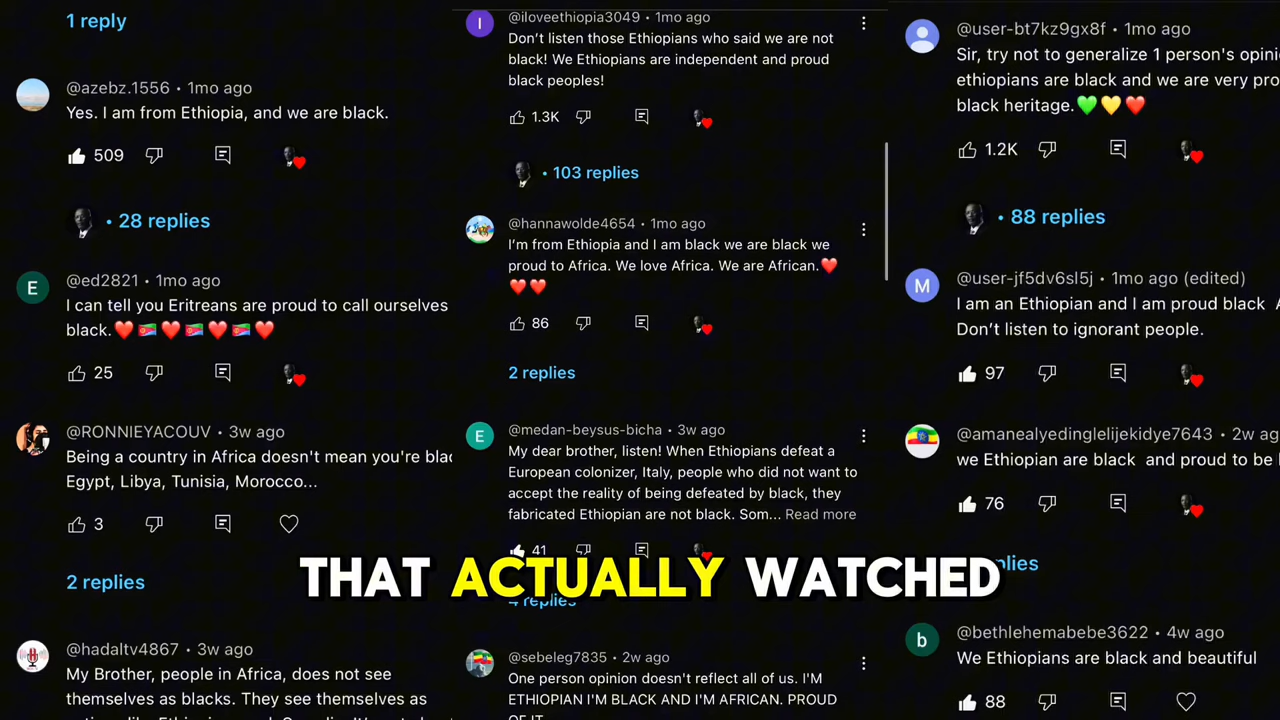 1 reply
@azebz.1556 • 1mo ago
Yes. I am from Ethiopia, and we are black.
509
• 28 replies
@ed2821 • 1mo ago
I can tell you Eritreans are proud to call ourselves
black.❤️🇪🇷❤️🇪🇷❤️🇪🇷❤️
25
@RONNIEYACOUV • 3w ago
Being a country in Africa doesn't mean you're
Egypt, Libya, Tunisia, Morocco...
3
2 replies
@hadaltv4867 • 3w ago
My Brother, people in Africa, does not see
themselves as blacks. They see themselves as
@iloveethiopia3049 • 1mo ago
Don't listen those Ethiopians who said we are not
black! We Ethiopians are independent and proud
black peoples!
1.3K
• 103 replies
@hannawolde4654 • 1mo ago
I'm from Ethiopia and I am black we are black we
proud to Africa. We love Africa. We are African.❤️
❤️❤️
86
2 replies
@medan-beysus-bicha • 3w ago
My dear brother, listen! When Ethiopians defeat a
European colonizer, Italy, people who did not want to
accept the reality of being defeated by black, they
fabricated Ethiopian are not black. Som... Read more
41
4 replies
@sebeleg7835 • 2w ago
One person opinion doesn't reflect all of us. I'M
ETHIOPIAN I'M BLACK AND I'M AFRICAN. PROUD
OF IT
@user-bt7kz9gx8f • 1mo ago
Sir, try not to generalize 1 person's
ethiopians are black and we are very
black heritage.💚💛❤️
1.2K
• 88 replies
@user-jf5dv6sl5j • 1mo ago (edited)
I am an Ethiopian and I am proud black
Don't listen to ignorant people.
97
@amanealyedinglelijekidye7643 • 2w
we Ethiopian are black and proud to be
76
@bethlehemabebe3622 • 4w ago
We Ethiopians are black and beautiful
88
THAT ACTUALLY WATCHED